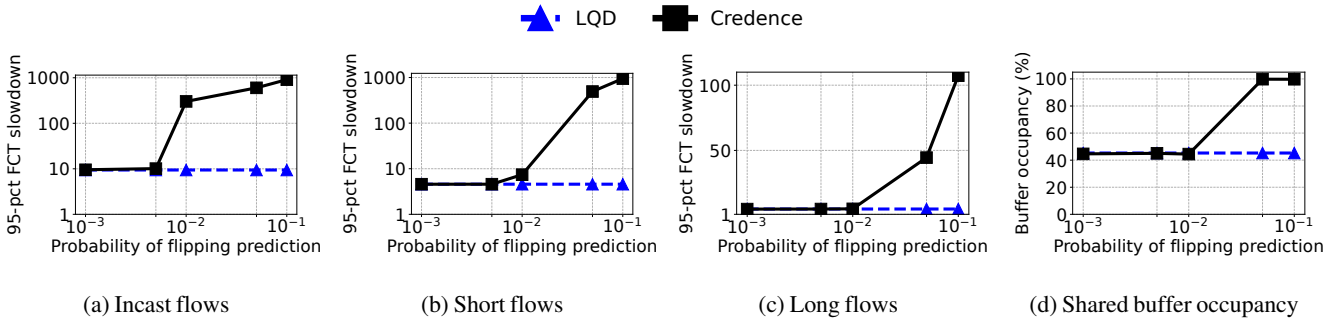 LQD Credence
95-pct FCT slowdown
1000
100
10
1
10⁻³ 10⁻² 10⁻¹
Probability of flipping prediction
(a) Incast flows
95-pct FCT slowdown
1000
100
10
1
10⁻³ 10⁻² 10⁻¹
Probability of flipping prediction
(b) Short flows
95-pct FCT slowdown
100
50
1
10⁻³ 10⁻² 10⁻¹
Probability of flipping prediction
(c) Long flows
Buffer occupancy (%)
100
80
60
40
20
0
10⁻³ 10⁻² 10⁻¹
Probability of flipping prediction
(d) Shared buffer occupancy